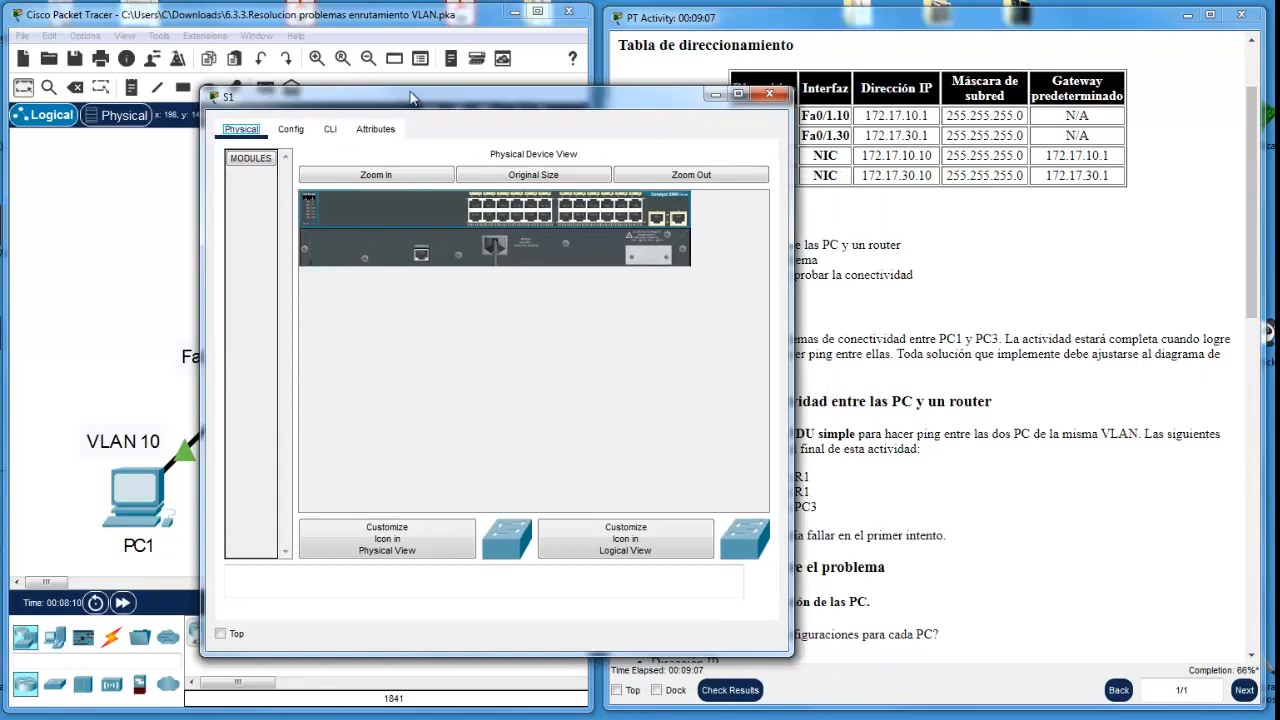 Cisco Packet Tracer - C:\Users\C\Downloads\6.3.3.Resolucion problemas enrutamiento VLAN.pka
File Edit Options View Tools Extensions Window Help
?
Logical Physical x: 198,
S1
Physical Config CLI Attributes
MODULES
Physical Device View
Zoom In Original Size Zoom Out
Customize
Icon in
Physical View
Customize
Icon in
Logical View
Top
Fa
VLAN 10
PC1
Time: 00:08:10
1841
PT Activity: 00:09:07
Tabla de direccionamiento
Interfaz Dirección IP Máscara de subred Gateway predeterminado
Fa0/1.10 172.17.10.1 255.255.255.0 N/A
Fa0/1.30 172.17.30.1 255.255.255.0 N/A
NIC 172.17.10.10 255.255.255.0 172.17.10.1
NIC 172.17.30.10 255.255.255.0 172.17.30.1
e las PC y un router
ema
probar la conectividad
emas de conectividad entre PC1 y PC3. La actividad estará completa cuando logre
er ping entre ellas. Toda solución que implemente debe ajustarse al diagrama de
vidad entre las PC y un router
DU simple para hacer ping entre las dos PC de la misma VLAN. Las siguientes
l final de esta actividad:
R1
R1
PC3
ía fallar en el primer intento.
e el problema
ón de las PC.
figuraciones para cada PC?
Dirección IP
Time Elapsed: 00:09:07 Completion: 66%
Top Dock Check Results Back 1/1 Next